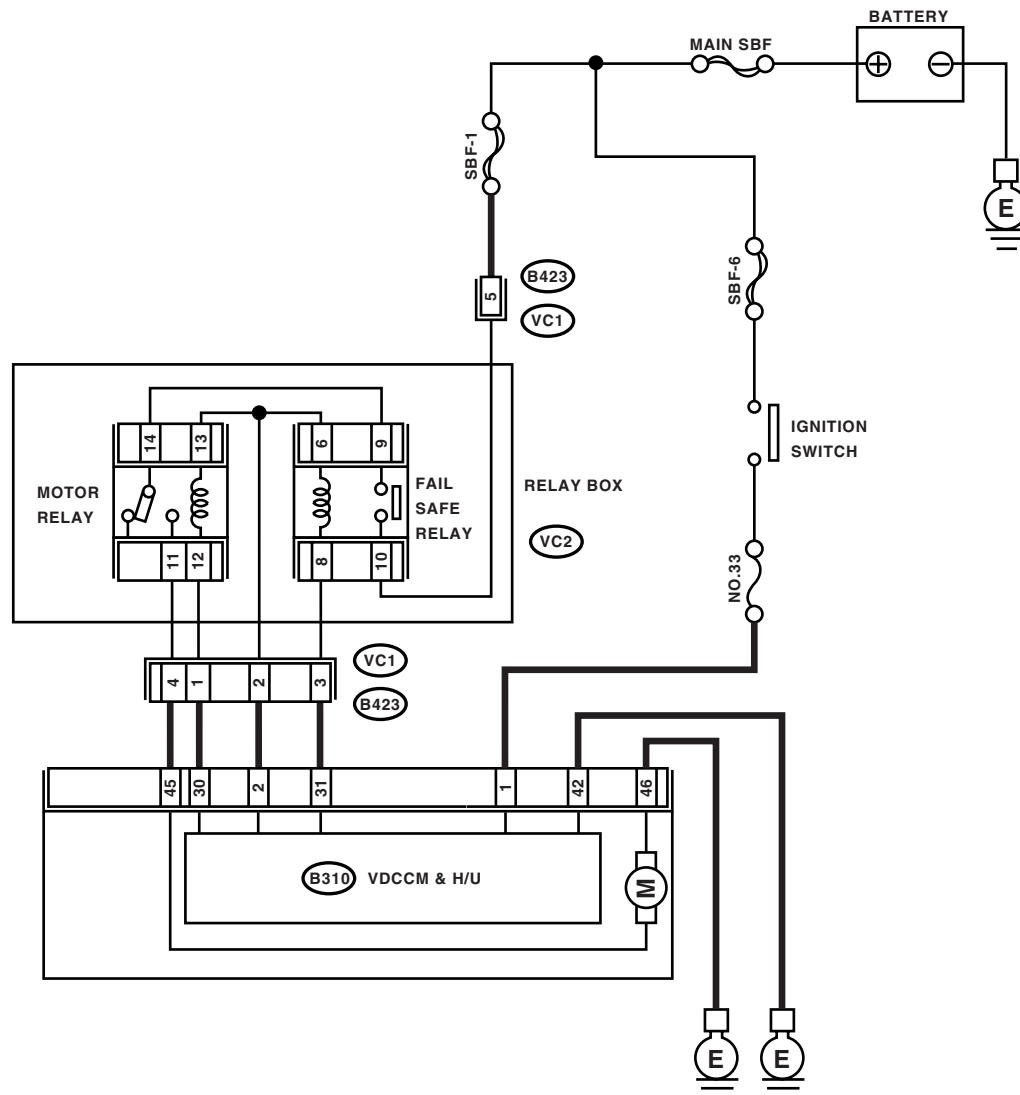 BATTERY
MAIN SBF
E
SBF-1
SBF-6
B423
5
VC1
IGNITION
SWITCH
14
13
6
9
MOTOR
RELAY
FAIL
SAFE
RELAY
RELAY BOX
VC2
11
12
8
10
NO.33
VC1
4
1
2
3
B423
45
30
2
31
1
42
46
B310
VDCCM & H/U
M
E
E